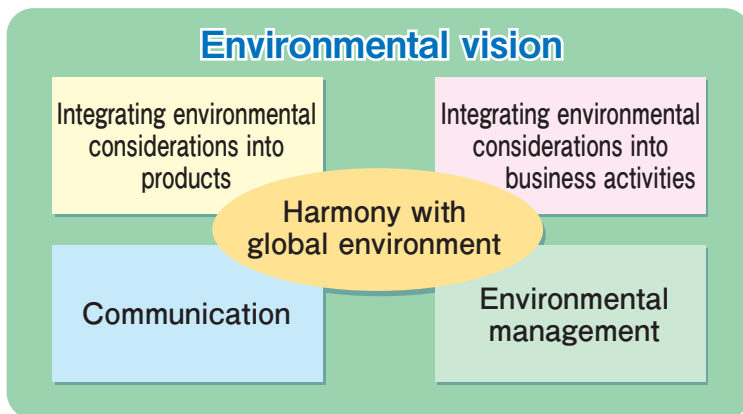 Environmental vision
Integrating environmental
considerations into
products
Integrating environmental
considerations into
business activities
Harmony with
global environment
Communication
Environmental
management